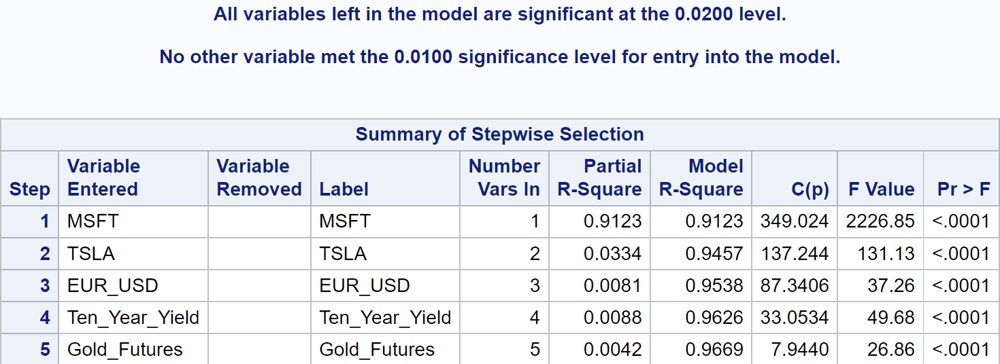 All variables left in the model are significant at the 0.0200 level.
No other variable met the 0.0100 significance level for entry into the model.
Summary of Stepwise Selection
Step Variable Entered Variable Removed Label Number Vars In Partial R-Square Model R-Square C(p) F Value Pr > F
1 MSFT MSFT 1 0.9123 0.9123 349.024 2226.85 <.0001
2 TSLA TSLA 2 0.0334 0.9457 137.244 131.13 <.0001
3 EUR_USD EUR_USD 3 0.0081 0.9538 87.3406 37.26 <.0001
4 Ten_Year_Yield Ten_Year_Yield 4 0.0088 0.9626 33.0534 49.68 <.0001
5 Gold_Futures Gold_Futures 5 0.0042 0.9669 7.9440 26.86 <.0001